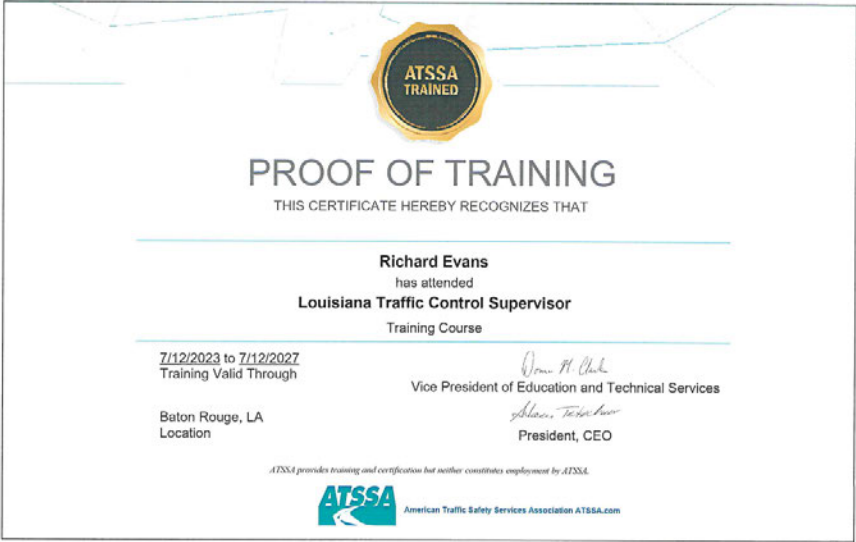 ATSSA
TRAINED
PROOF OF TRAINING
THIS CERTIFICATE HEREBY RECOGNIZES THAT
Richard Evans
has attended
Louisiana Traffic Control Supervisor
Training Course
7/12/2023 to 7/12/2027
Training Valid Through
Vice President of Education and Technical Services
Baton Rouge, LA
Location
President, CEO
ATSSA provides training and certification but neither constitutes employment by ATSSA.
ATSSA
American Traffic Safety Services Association ATSSA.com